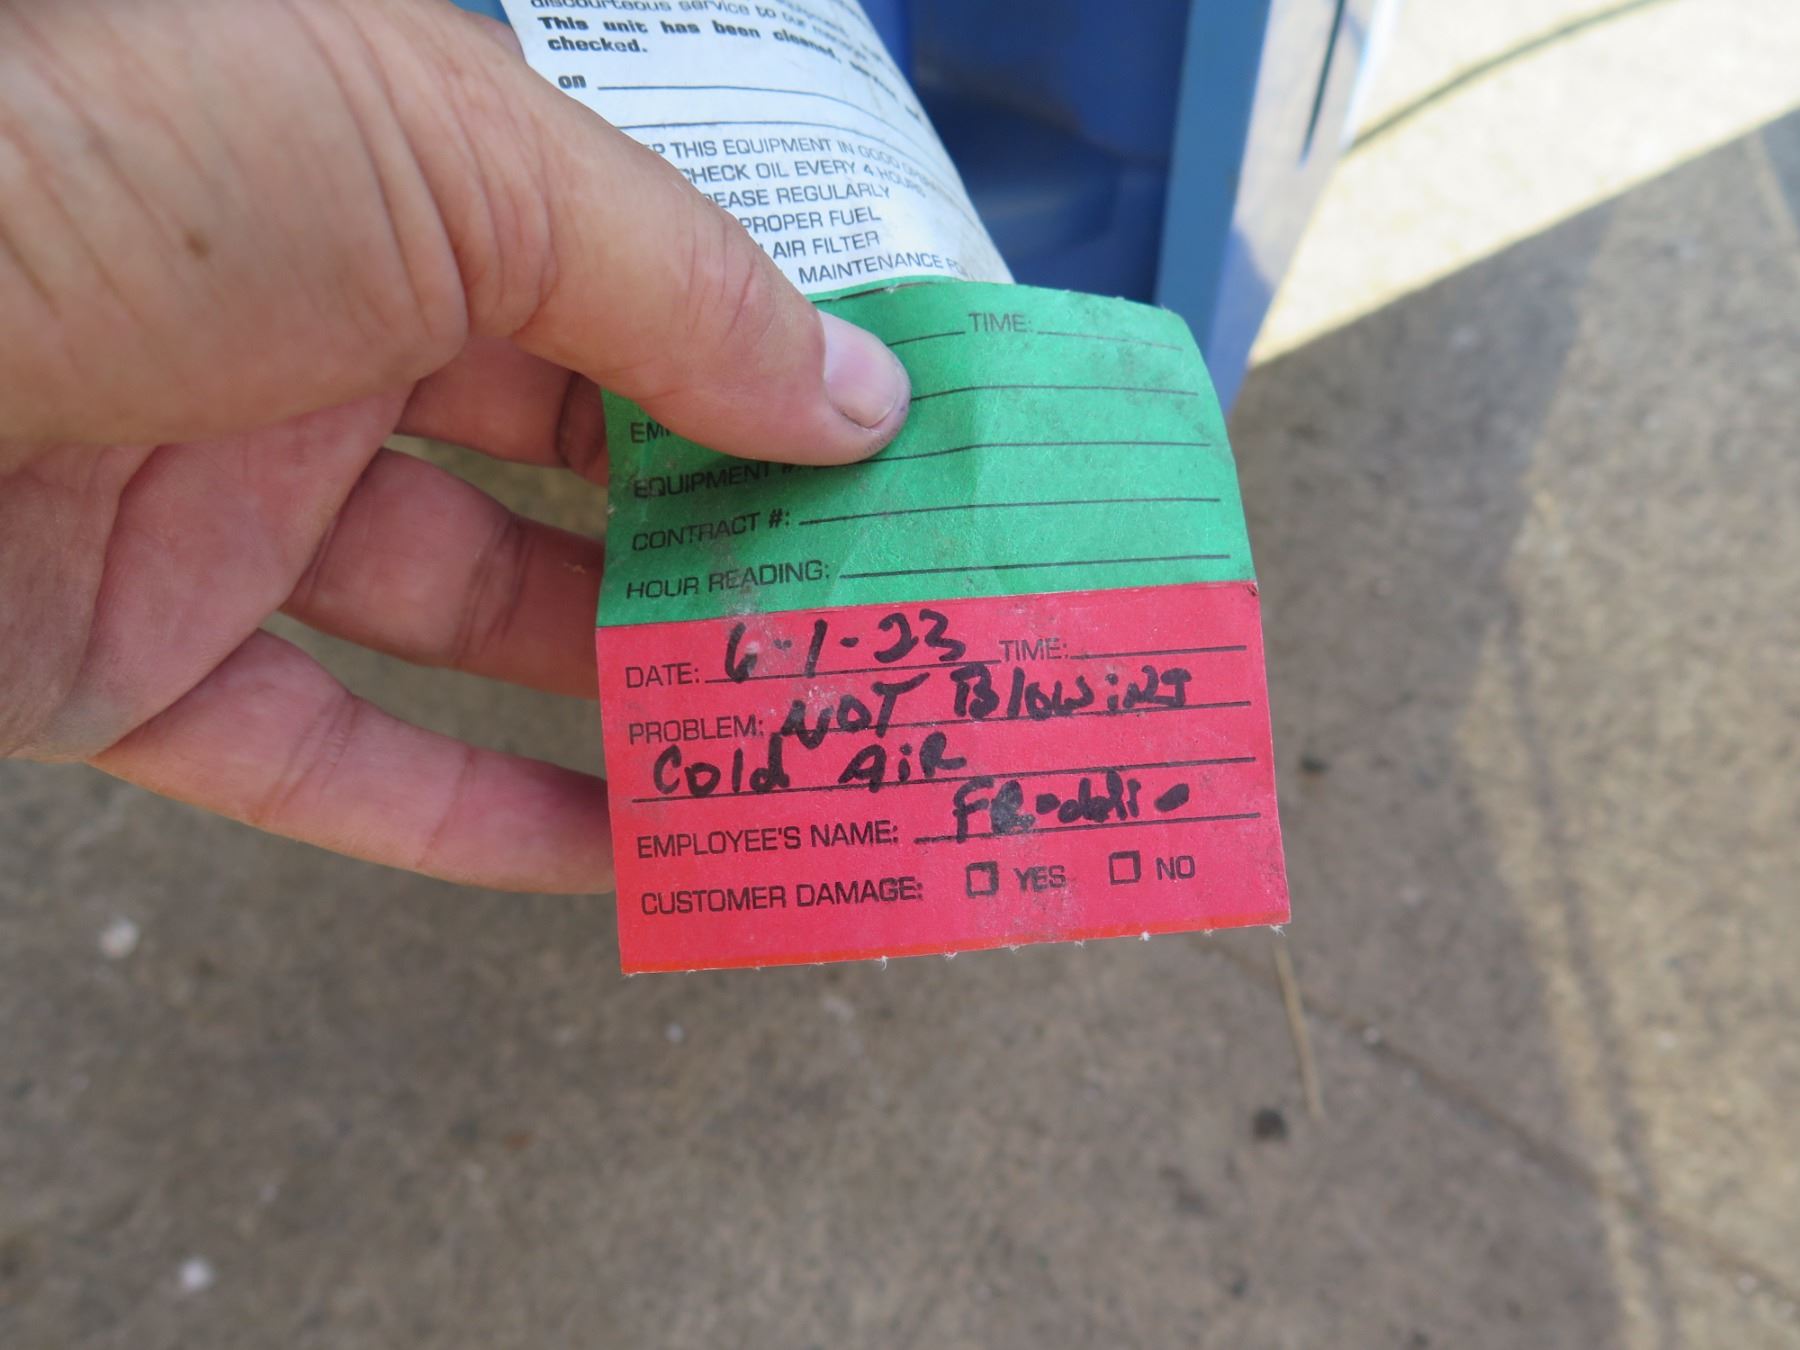 discourteous service to our
This unit has been cleaned,
checked.
on
THIS EQUIPMENT IN GOOD
CHECK OIL EVERY 4 HOURS
REGULARLY
PROPER FUEL
AIR FILTER
MAINTENANCE
TIME:
EQUIPMENT #:
CONTRACT #:
HOUR READING:
DATE: 6-1-23 TIME:
PROBLEM: NOT BlowiNg
Cold AiR
EMPLOYEE'S NAME: FReddie
CUSTOMER DAMAGE: YES NO